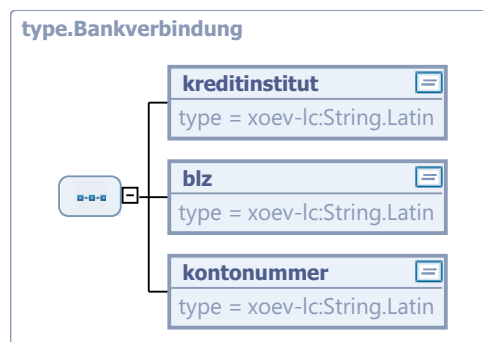 type.Bankverbindung
kreditinstitut
type = xoev-lc:String.Latin
blz
type = xoev-lc:String.Latin
kontonummer
type = xoev-lc:String.Latin